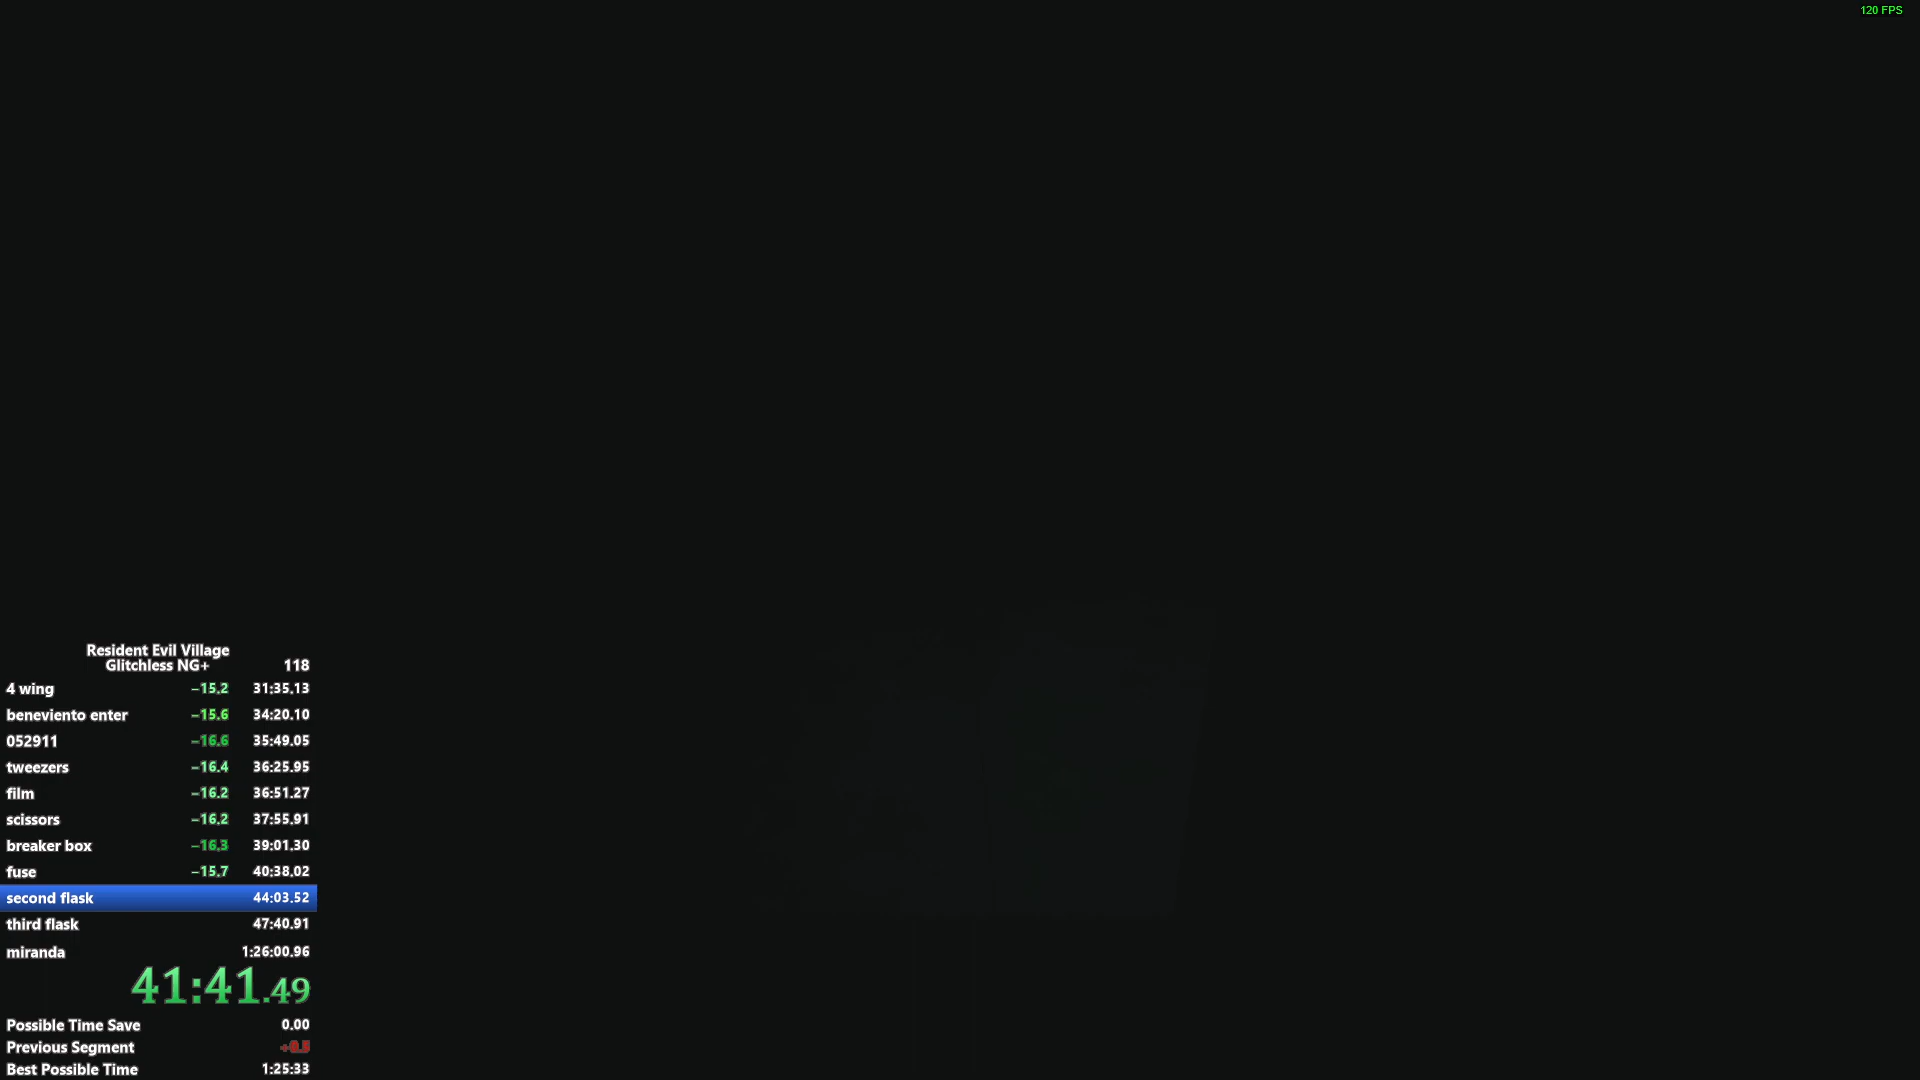 120 FPS
Resident Evil Village
Glitchless NG+ 118
4 wing −15.2 31:35.13
beneviento enter −15.6 34:20.10
052911 −16.6 35:49.05
tweezers −16.4 36:25.95
film −16.2 36:51.27
scissors −16.2 37:55.91
breaker box −16.3 39:01.30
fuse −15.7 40:38.02
second flask 44:03.52
third flask 47:40.91
miranda 1:26:00.96
41:41.49
Possible Time Save 0.00
Previous Segment
Best Possible Time 1:25:33